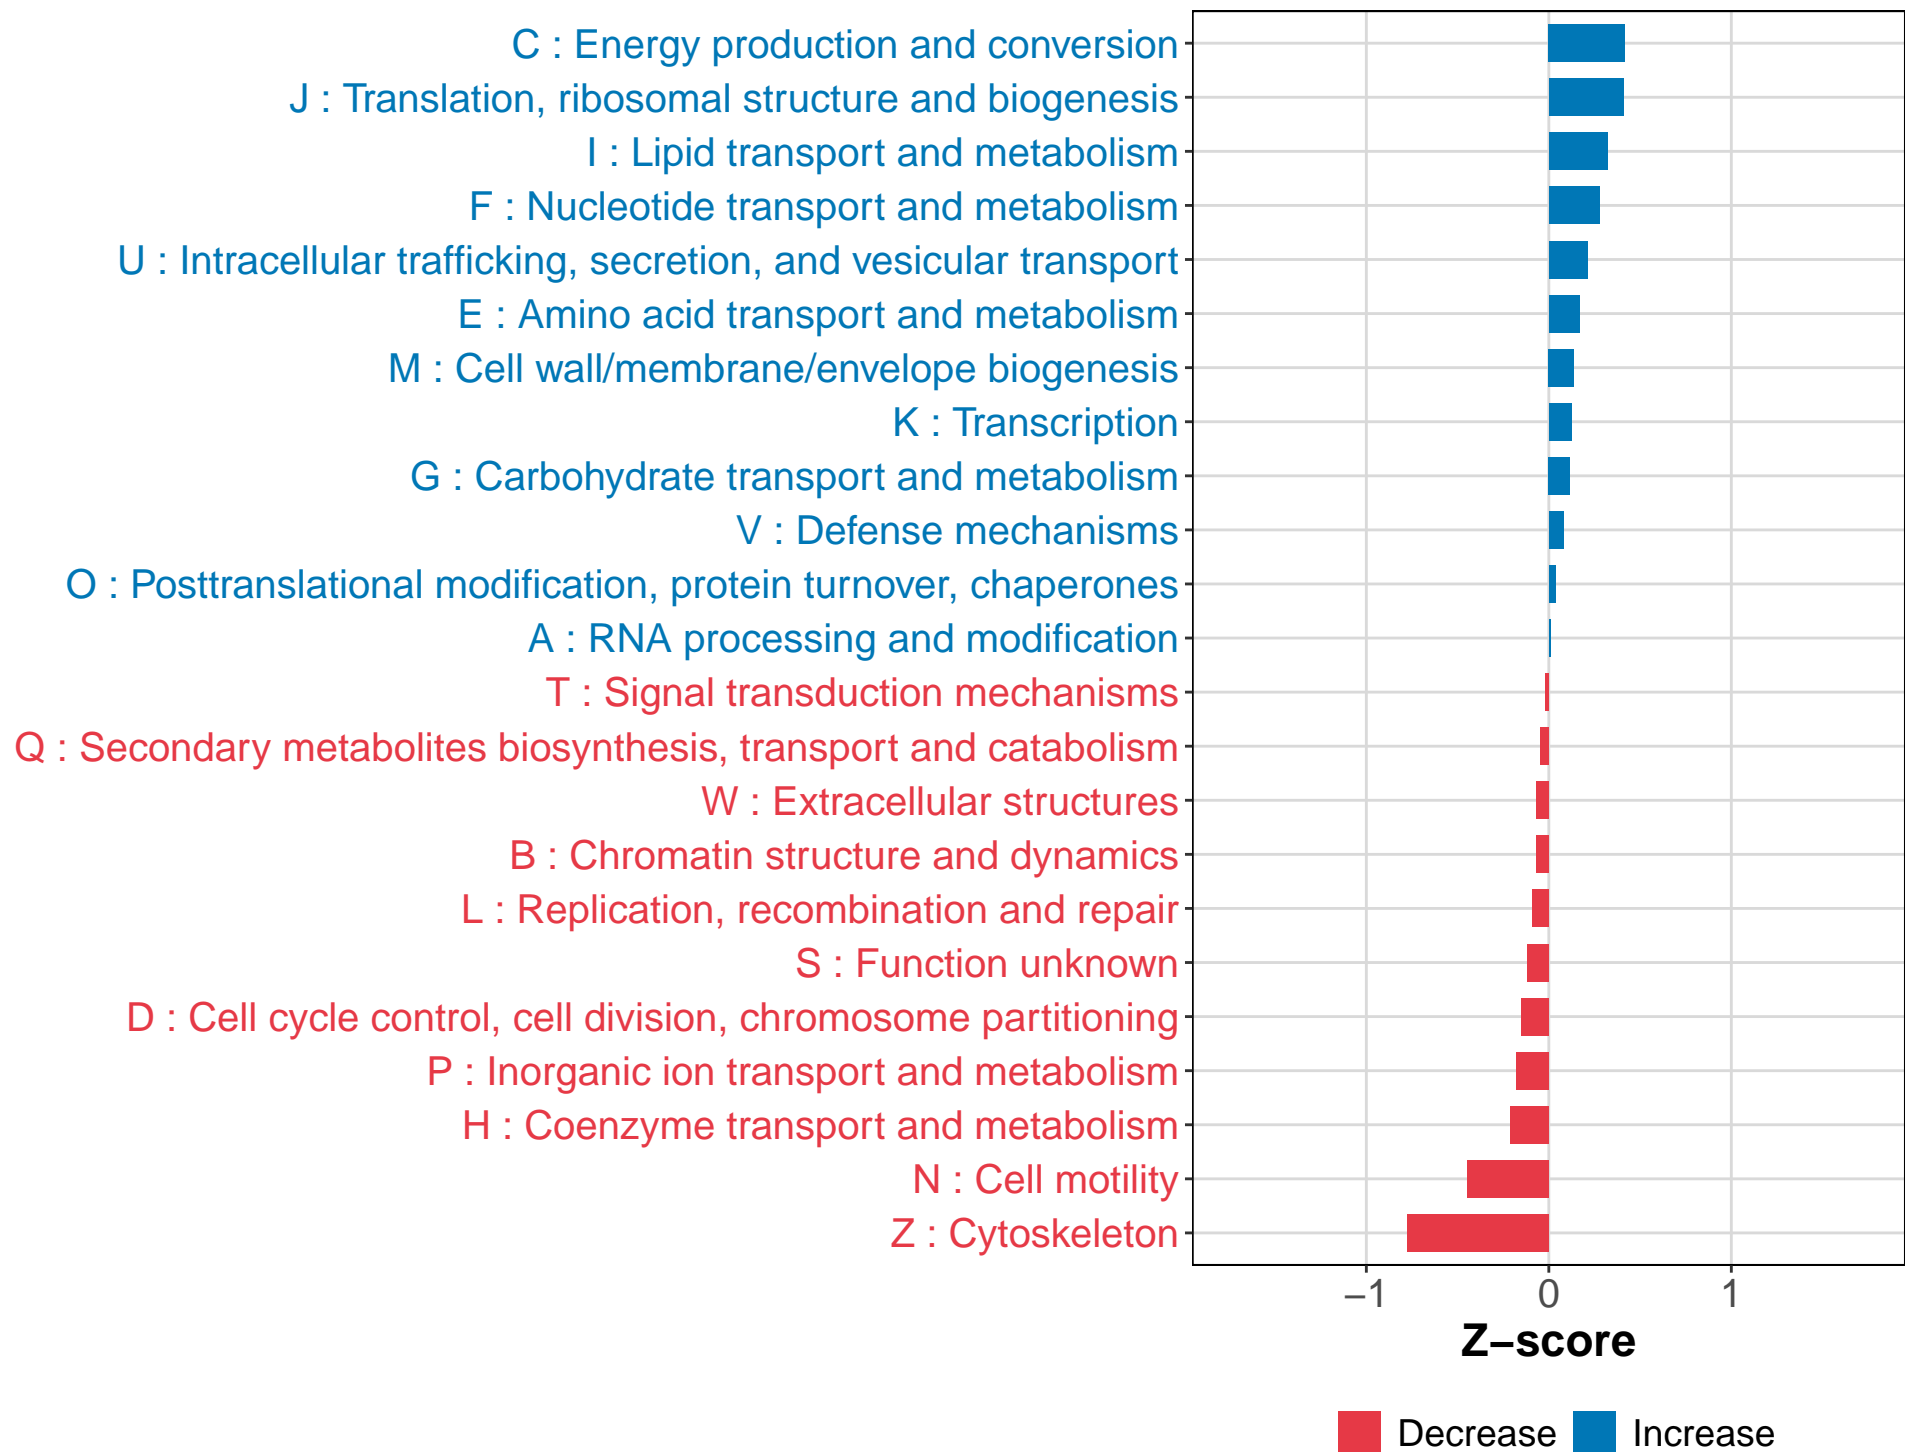 C : Energy production and conversion
J : Translation, ribosomal structure and biogenesis
I : Lipid transport and metabolism
F : Nucleotide transport and metabolism
U : Intracellular trafficking, secretion, and vesicular transport
E : Amino acid transport and metabolism
M : Cell wall/membrane/envelope biogenesis
K : Transcription
G : Carbohydrate transport and metabolism
V : Defense mechanisms
O : Posttranslational modification, protein turnover, chaperones
A : RNA processing and modification
T : Signal transduction mechanisms
Q : Secondary metabolites biosynthesis, transport and catabolism
W : Extracellular structures
B : Chromatin structure and dynamics
L : Replication, recombination and repair
S : Function unknown
D : Cell cycle control, cell division, chromosome partitioning
P : Inorganic ion transport and metabolism
H : Coenzyme transport and metabolism
N : Cell motility
Z : Cytoskeleton
−1 0 1
Z−score
Decrease Increase